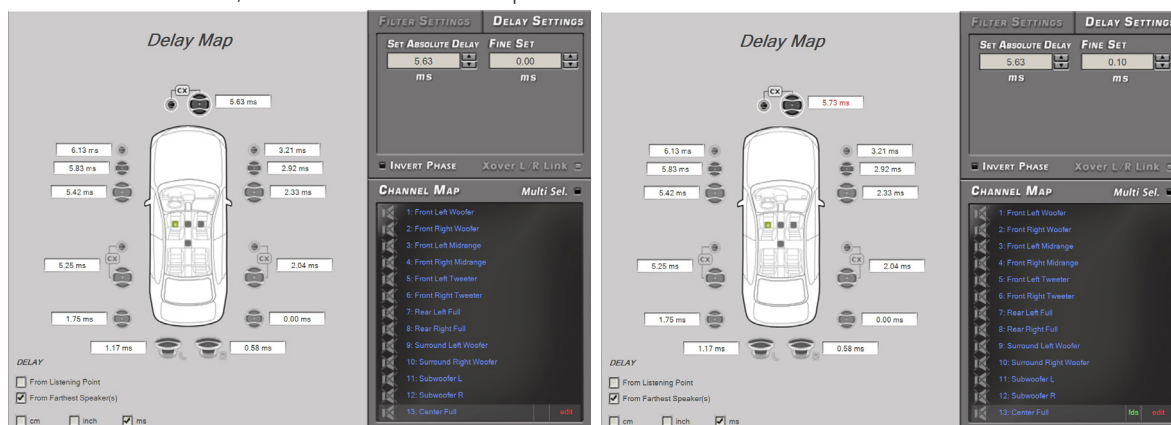 FILTER SETTINGS DELAY SETTINGS
Delay Map
SET ABSOLUTE DELAY FINE SET
5.63 0.00
ms ms
CX
5.63 ms
6.13 ms 3.21 ms
5.83 ms 2.92 ms
5.42 ms 2.33 ms
INVERT PHASE Xover L/R Link
CHANNEL MAP Multi Sel.
1: Front Left Woofer
2: Front Right Woofer
3: Front Left Midrange
4: Front Right Midrange
5: Front Left Tweeter
6: Front Right Tweeter
7: Rear Left Full
8: Rear Right Full
9: Surround Left Woofer
10: Surround Right Woofer
11: Subwoofer L
12: Subwoofer R
13: Center Full edit
CX CX
5.25 ms 2.04 ms
1.75 ms 0.00 ms
1.17 ms L R 0.58 ms
DELAY
From Listening Point
From Farthest Speaker(s)
cm inch ms
FILTER SETTINGS DELAY SETTINGS
Delay Map
SET ABSOLUTE DELAY FINE SET
5.63 0.10
ms ms
CX
5.73 ms
6.13 ms 3.21 ms
5.83 ms 2.92 ms
5.42 ms 2.33 ms
INVERT PHASE Xover L/R Link
CHANNEL MAP Multi Sel.
1: Front Left Woofer
2: Front Right Woofer
3: Front Left Midrange
4: Front Right Midrange
5: Front Left Tweeter
6: Front Right Tweeter
7: Rear Left Full
8: Rear Right Full
9: Surround Left Woofer
10: Surround Right Woofer
11: Subwoofer L
12: Subwoofer R
13: Center Full fds edit
CX CX
5.25 ms 2.04 ms
1.75 ms 0.00 ms
1.17 ms L R 0.58 ms
DELAY
From Listening Point
From Farthest Speaker(s)
cm inch ms